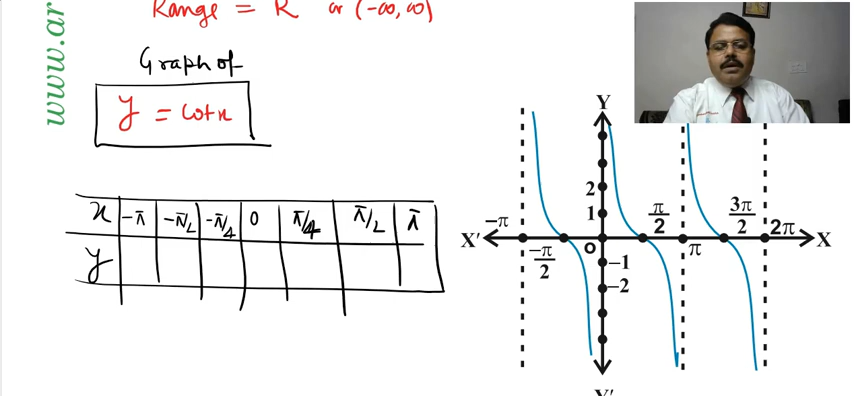 www.ar
Range = R or (-∞,∞)
Graph of
y = cotx
x -π -π/2 -π/4 0 π/4 π/2 π
y
Y
2
1
-π
-π/2
π/2
3π/2
2π
X′
O
π
X
-1
-2
Y′